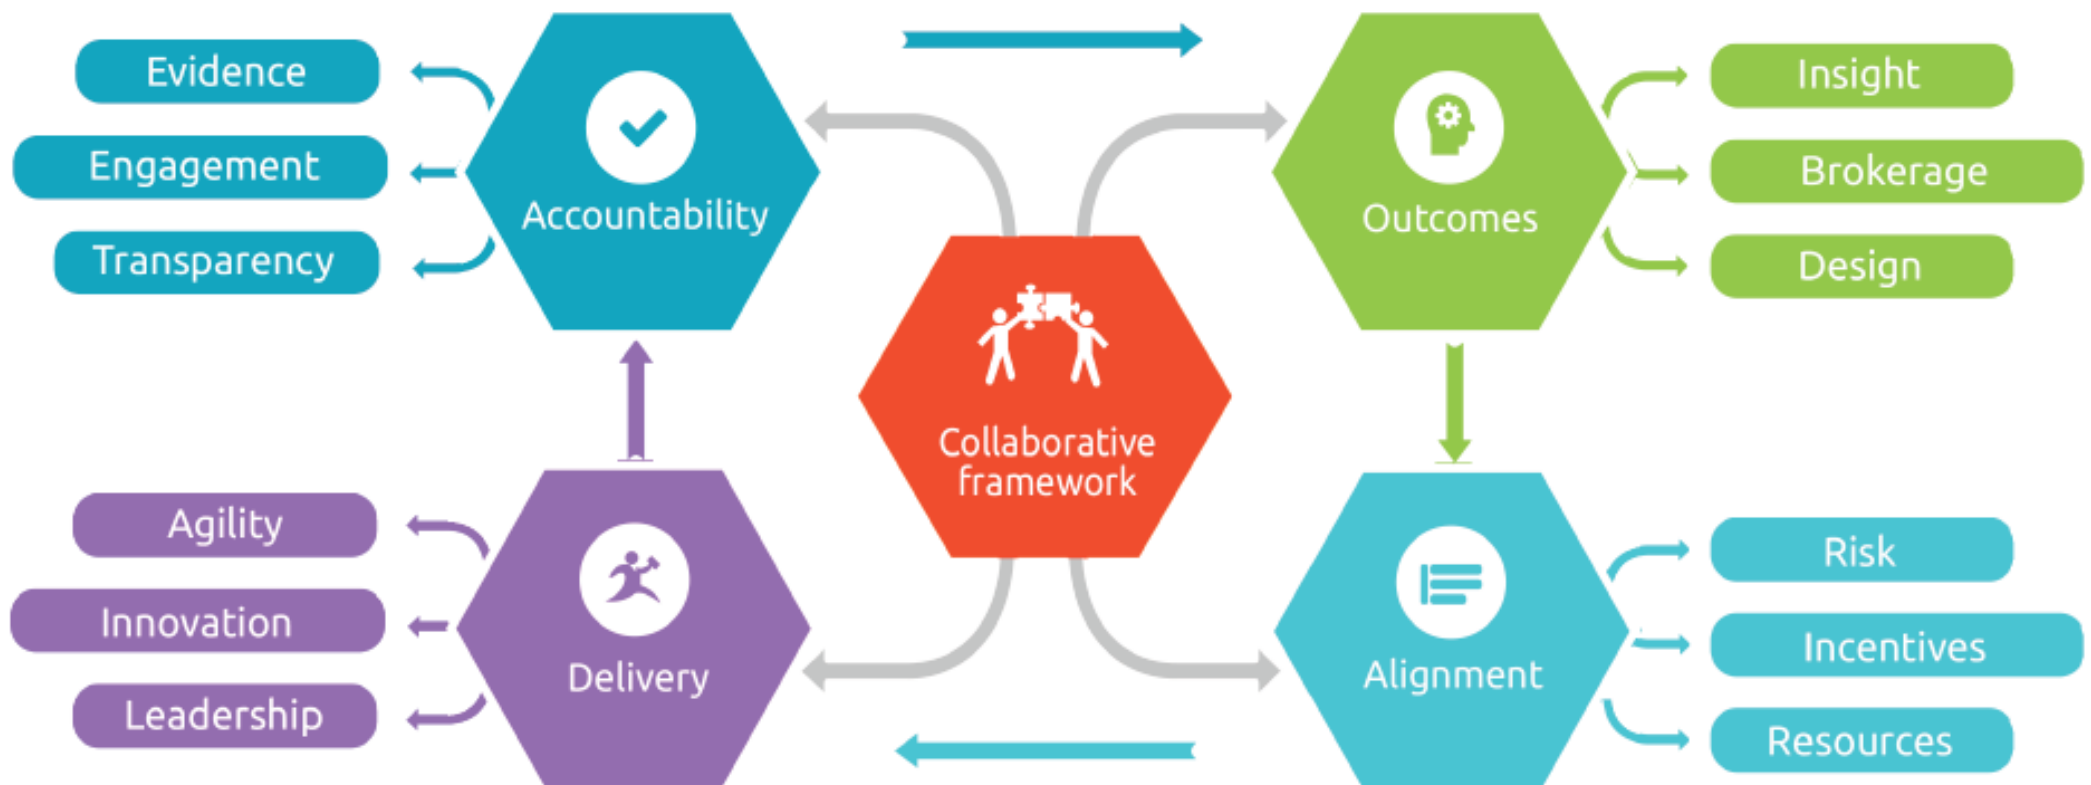 Evidence
Engagement
Transparency
Accountability
Outcomes
Insight
Brokerage
Design
Collaborative
framework
Agility
Innovation
Leadership
Delivery
Alignment
Risk
Incentives
Resources